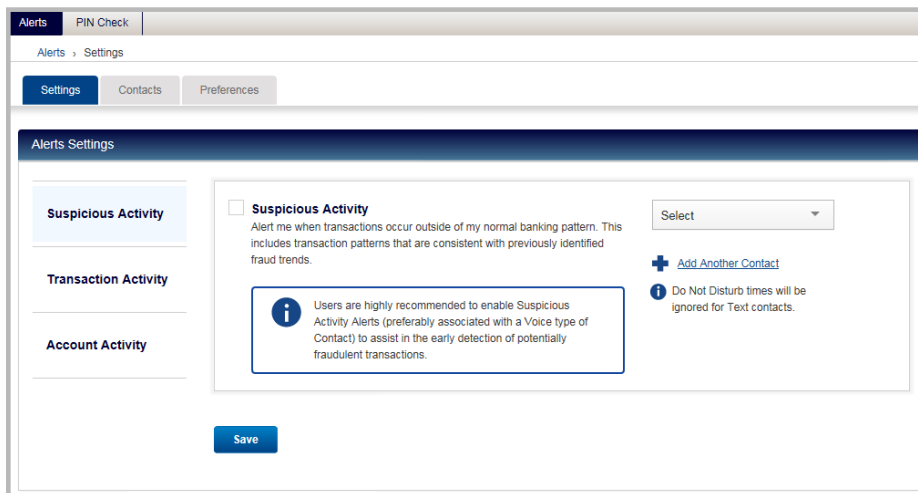 Alerts PIN Check
Alerts › Settings
Settings Contacts Preferences
Alerts Settings
Suspicious Activity
Transaction Activity
Account Activity
Suspicious Activity
Alert me when transactions occur outside of my normal banking pattern. This
includes transaction patterns that are consistent with previously identified
fraud trends.
Users are highly recommended to enable Suspicious
Activity Alerts (preferably associated with a Voice type of
Contact) to assist in the early detection of potentially
fraudulent transactions.
Select
Add Another Contact
Do Not Disturb times will be
ignored for Text contacts.
Save